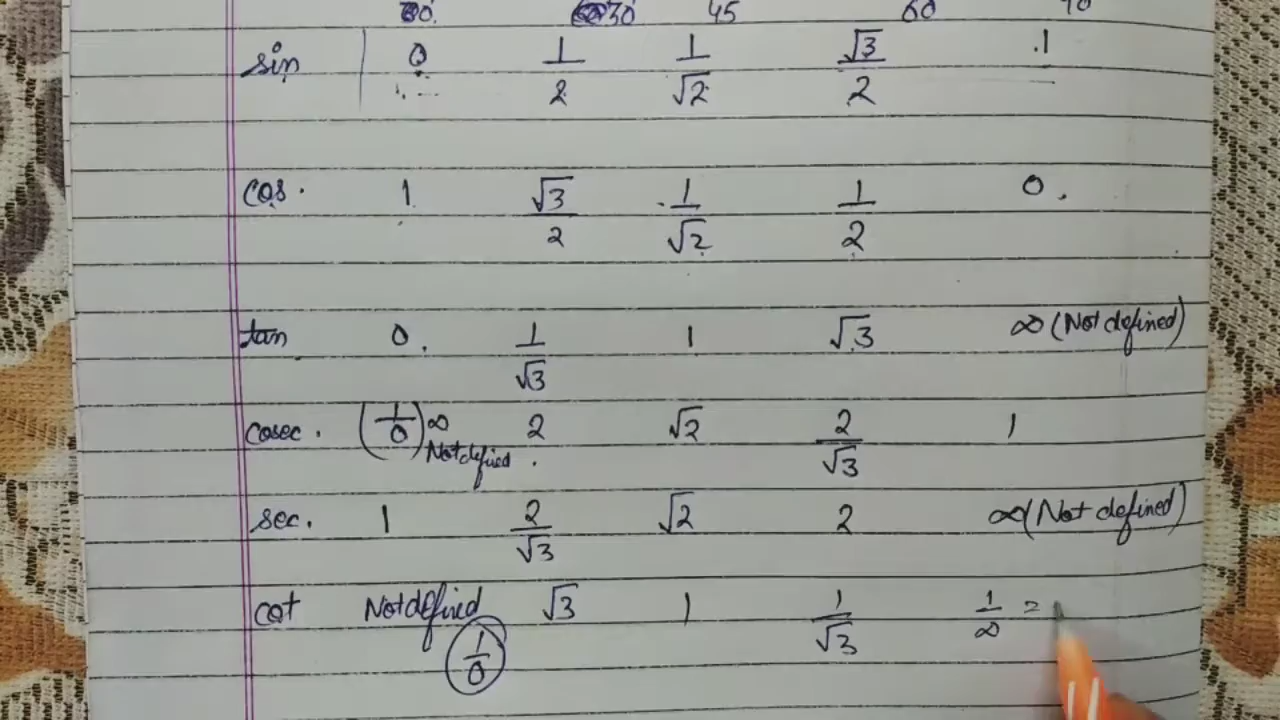 30 45 60 90
sin 0 1/2 1/√2 √3/2 1
cos. 1 √3/2 1/√2 1/2 0.
tan 0. 1/√3 1 √3 ∞ (Not defined)
cosec. (1/0) ∞ Not defined. 2 √2 2/√3 1
sec. 1 2/√3 √2 2 ∞ (Not defined)
cot Not defined √3 1 1/√3 1/∞ =
1/0